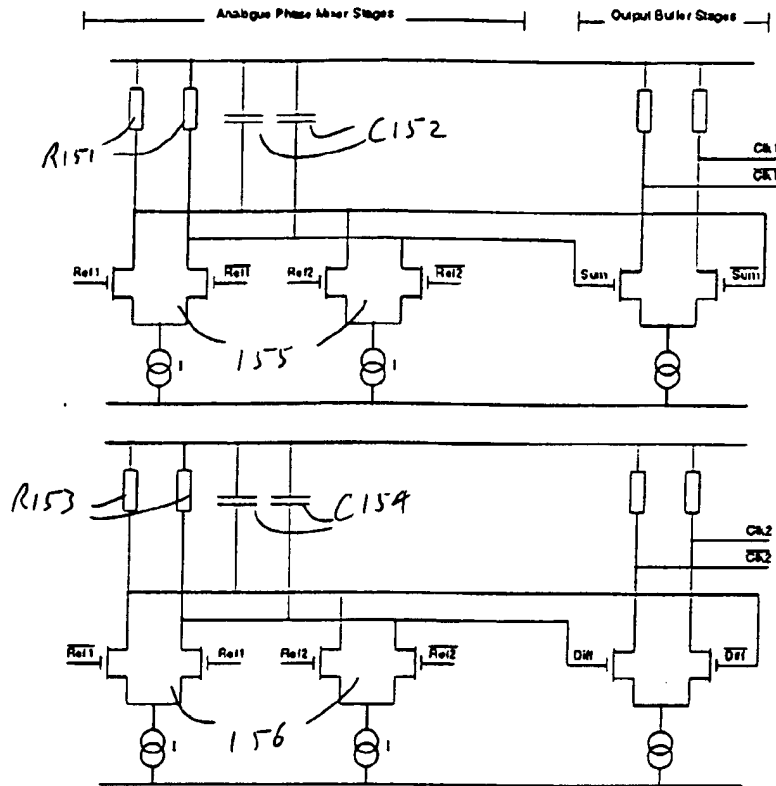 Analogue Phase Mixer Stages
Output Buffer Stages
R151
C152
Clk1
Clk1
Ref1
Ref1
Ref2
Ref2
Sum
Sum
I
155
I
R153
C154
Clk2
Clk2
Ref1
Ref1
Ref2
Ref2
Diff
Diff
I
156
I